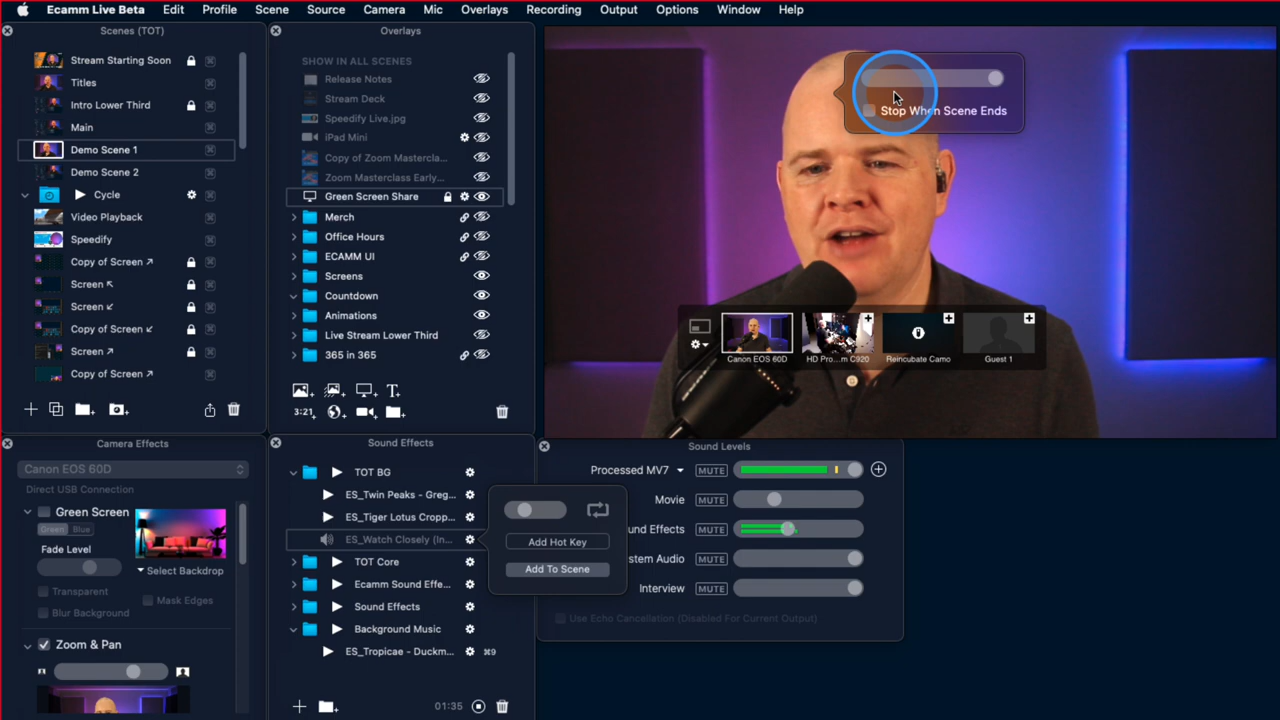 Ecamm Live Beta Edit Profile Scene Source Camera Mic Overlays Recording Output Options Window Help
Scenes (TOT)
Stream Starting Soon
Titles
Intro Lower Third
Main
Demo Scene 1
Demo Scene 2
Cycle
Video Playback
Speedify
Copy of Screen ↗
Screen ↖
Screen ↙
Copy of Screen ↙
Screen ↗
Copy of Screen ↗
Overlays
SHOW IN ALL SCENES
Release Notes
Stream Deck
Speedify Live.jpg
iPad Mini
Copy of Zoom Mastercla...
Zoom Masterclass Early...
Green Screen Share
Merch
Office Hours
ECAMM UI
Screens
Countdown
Animations
Live Stream Lower Third
365 in 365
3:21
Stop When Scene Ends
Canon EOS 60D
HD Pro...m C920
Reincubate Camo
Guest 1
Camera Effects
Canon EOS 60D
Direct USB Connection
Green Screen
Green Blue
Fade Level
Select Backdrop
Transparent
Mask Edges
Blur Background
Zoom & Pan
Sound Effects
TOT BG
ES_Twin Peaks - Greg...
ES_Tiger Lotus Cropp...
ES_Watch Closely (In...
TOT Core
Ecamm Sound Effe...
Sound Effects
Background Music
ES_Tropicae - Duckm... ⌘9
01:35
Add Hot Key
Add To Scene
Sound Levels
Processed MV7 MUTE
Movie MUTE
und Effects MUTE
stem Audio MUTE
Interview MUTE
Use Echo Cancellation (Disabled For Current Output)